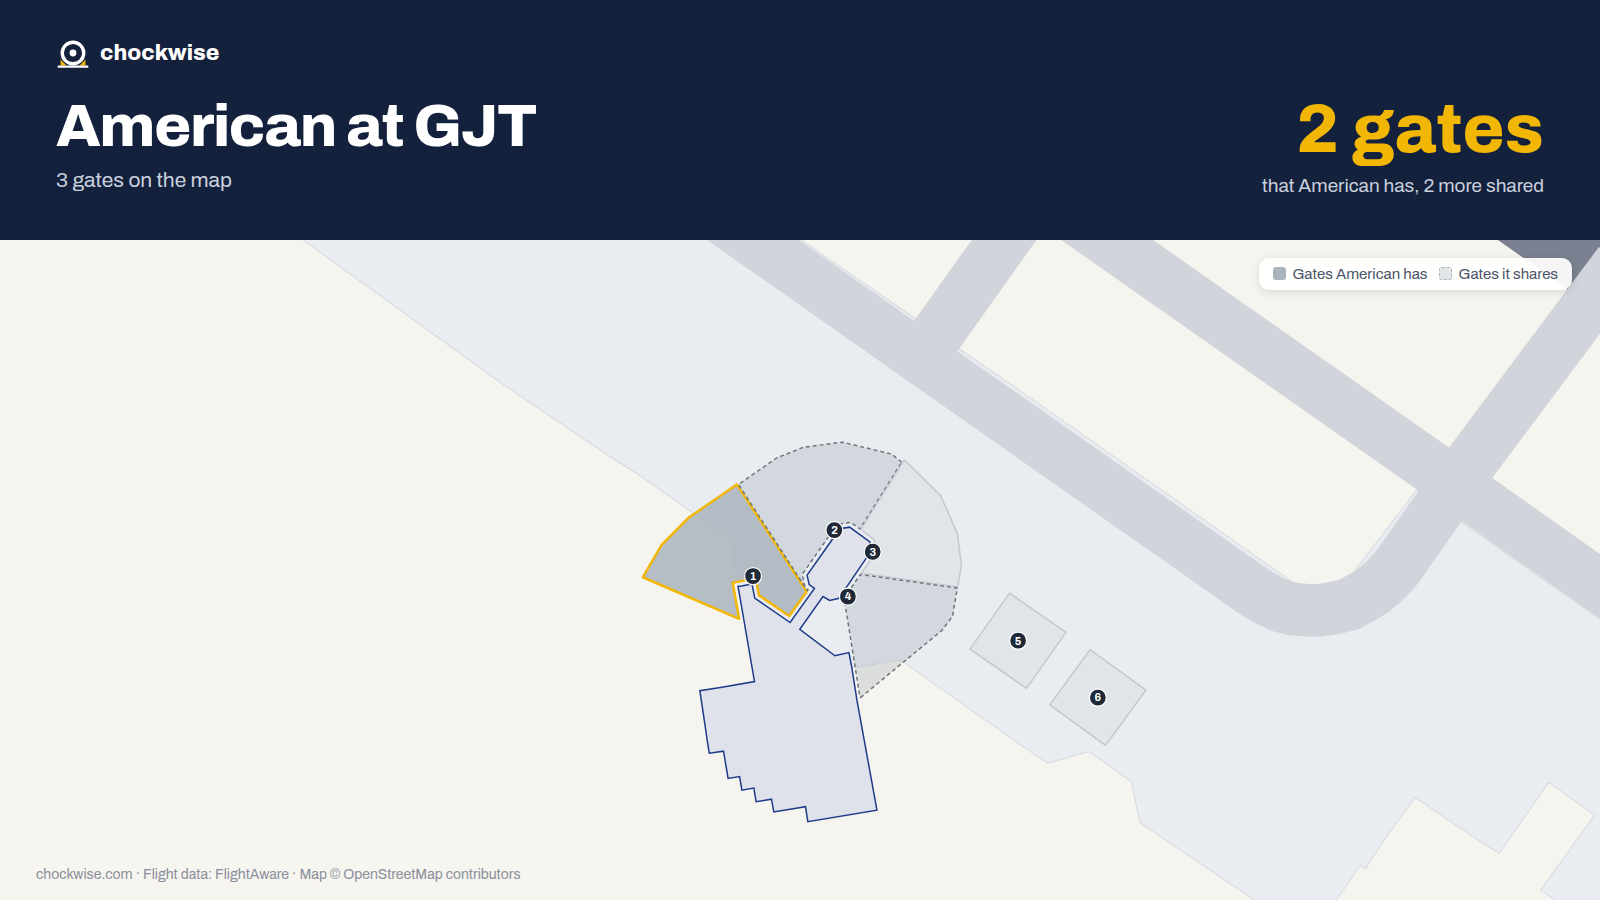 chockwise
American at GJT
3 gates on the map
2 gates
that American has, 2 more shared
Gates American has
Gates it shares
1
2
3
4
5
6
chockwise.com · Flight data: FlightAware · Map © OpenStreetMap contributors